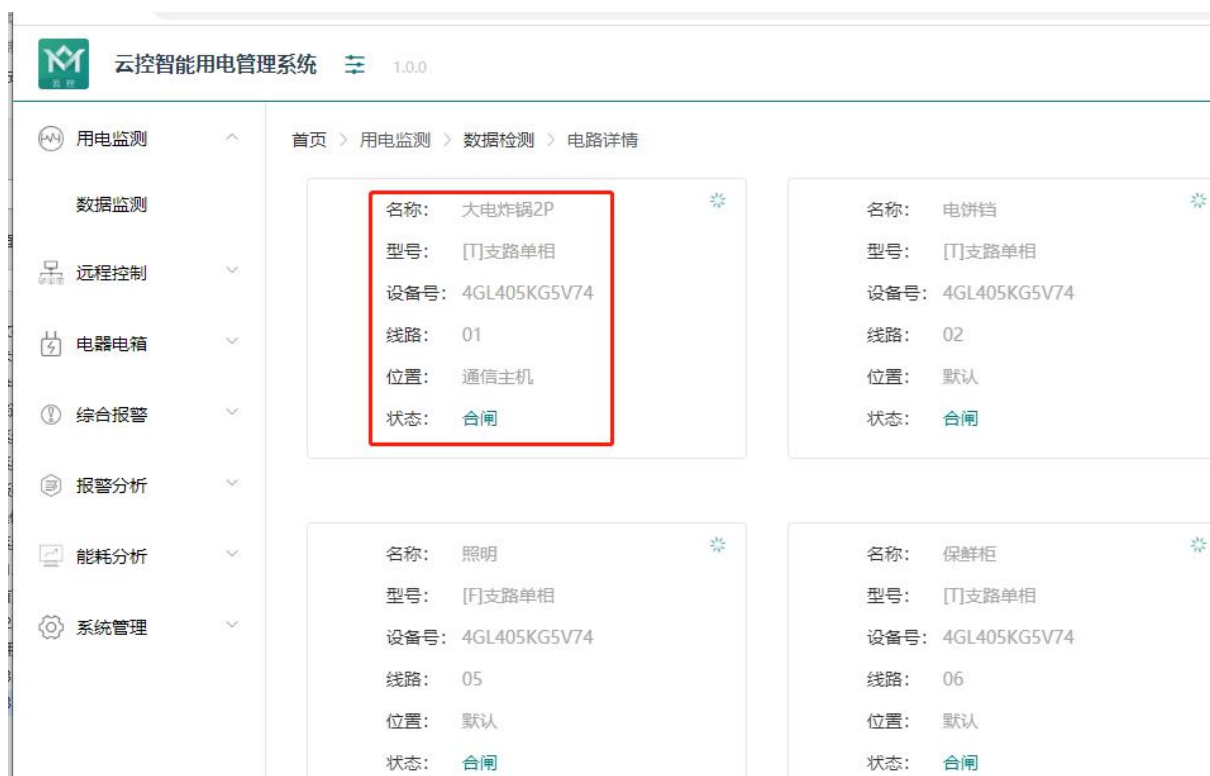 云控智能用电管理系统 1.0.0
云控
用电监测
数据监测
远程控制
电器电箱
综合报警
报警分析
能耗分析
系统管理
首页 > 用电监测 > 数据检测 > 电路详情
名称： 大电炸锅2P
型号： [T]支路单相
设备号： 4GL405KG5V74
线路： 01
位置： 通信主机
状态： 合闸
名称： 电饼铛
型号： [T]支路单相
设备号： 4GL405KG5V74
线路： 02
位置： 默认
状态： 合闸
名称： 照明
型号： [F]支路单相
设备号： 4GL405KG5V74
线路： 05
位置： 默认
状态： 合闸
名称： 保鲜柜
型号： [T]支路单相
设备号： 4GL405KG5V74
线路： 06
位置： 默认
状态： 合闸